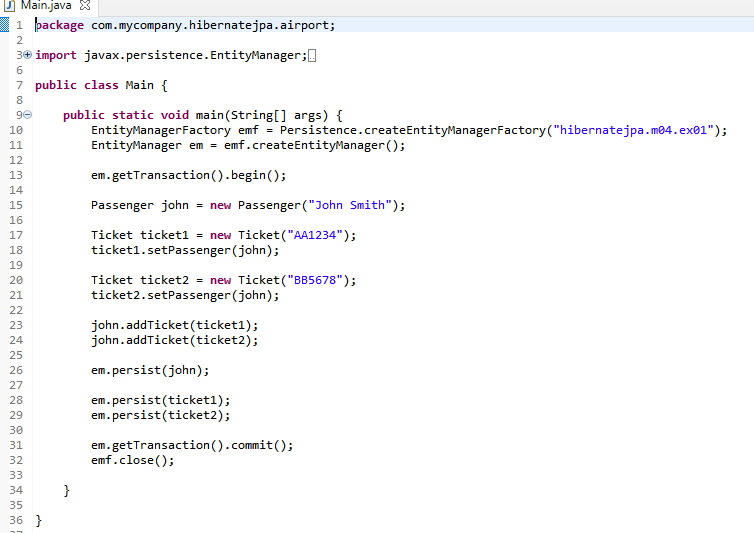 Main.java
1 package com.mycompany.hibernatejpa.airport;
2
3 import javax.persistence.EntityManager;
6
7 public class Main {
8
9     public static void main(String[] args) {
10         EntityManagerFactory emf = Persistence.createEntityManagerFactory("hibernatejpa.m04.ex01");
11         EntityManager em = emf.createEntityManager();
12
13         em.getTransaction().begin();
14
15         Passenger john = new Passenger("John Smith");
16
17         Ticket ticket1 = new Ticket("AA1234");
18         ticket1.setPassenger(john);
19
20         Ticket ticket2 = new Ticket("BB5678");
21         ticket2.setPassenger(john);
22
23         john.addTicket(ticket1);
24         john.addTicket(ticket2);
25
26         em.persist(john);
27
28         em.persist(ticket1);
29         em.persist(ticket2);
30
31         em.getTransaction().commit();
32         emf.close();
33
34     }
35
36 }